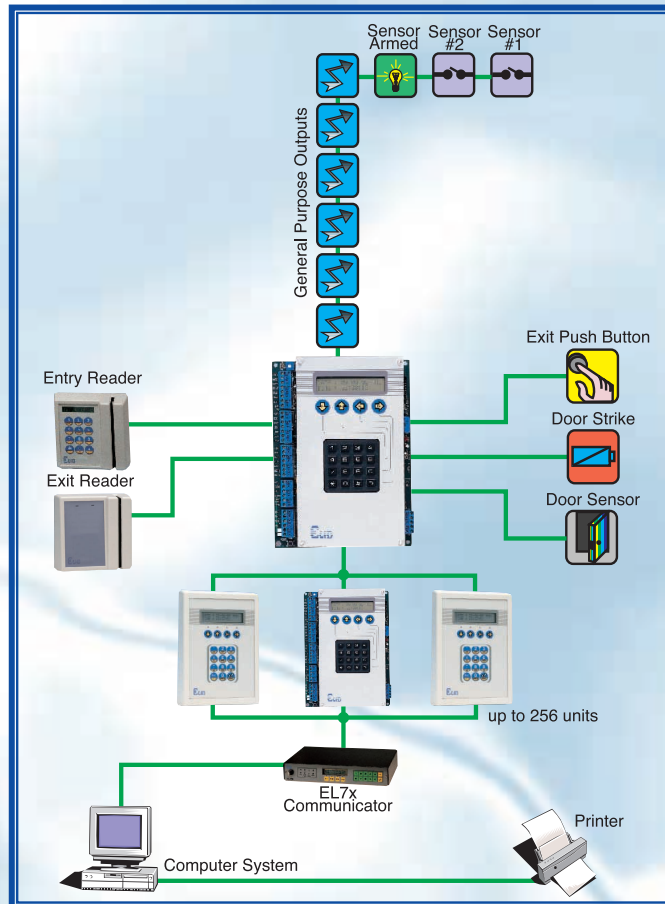 Sensor Armed
Sensor #2
Sensor #1
General Purpose Outputs
Exit Push Button
Entry Reader
Door Strike
Exit Reader
Door Sensor
up to 256 units
EL7x
Communicator
Printer
Computer System